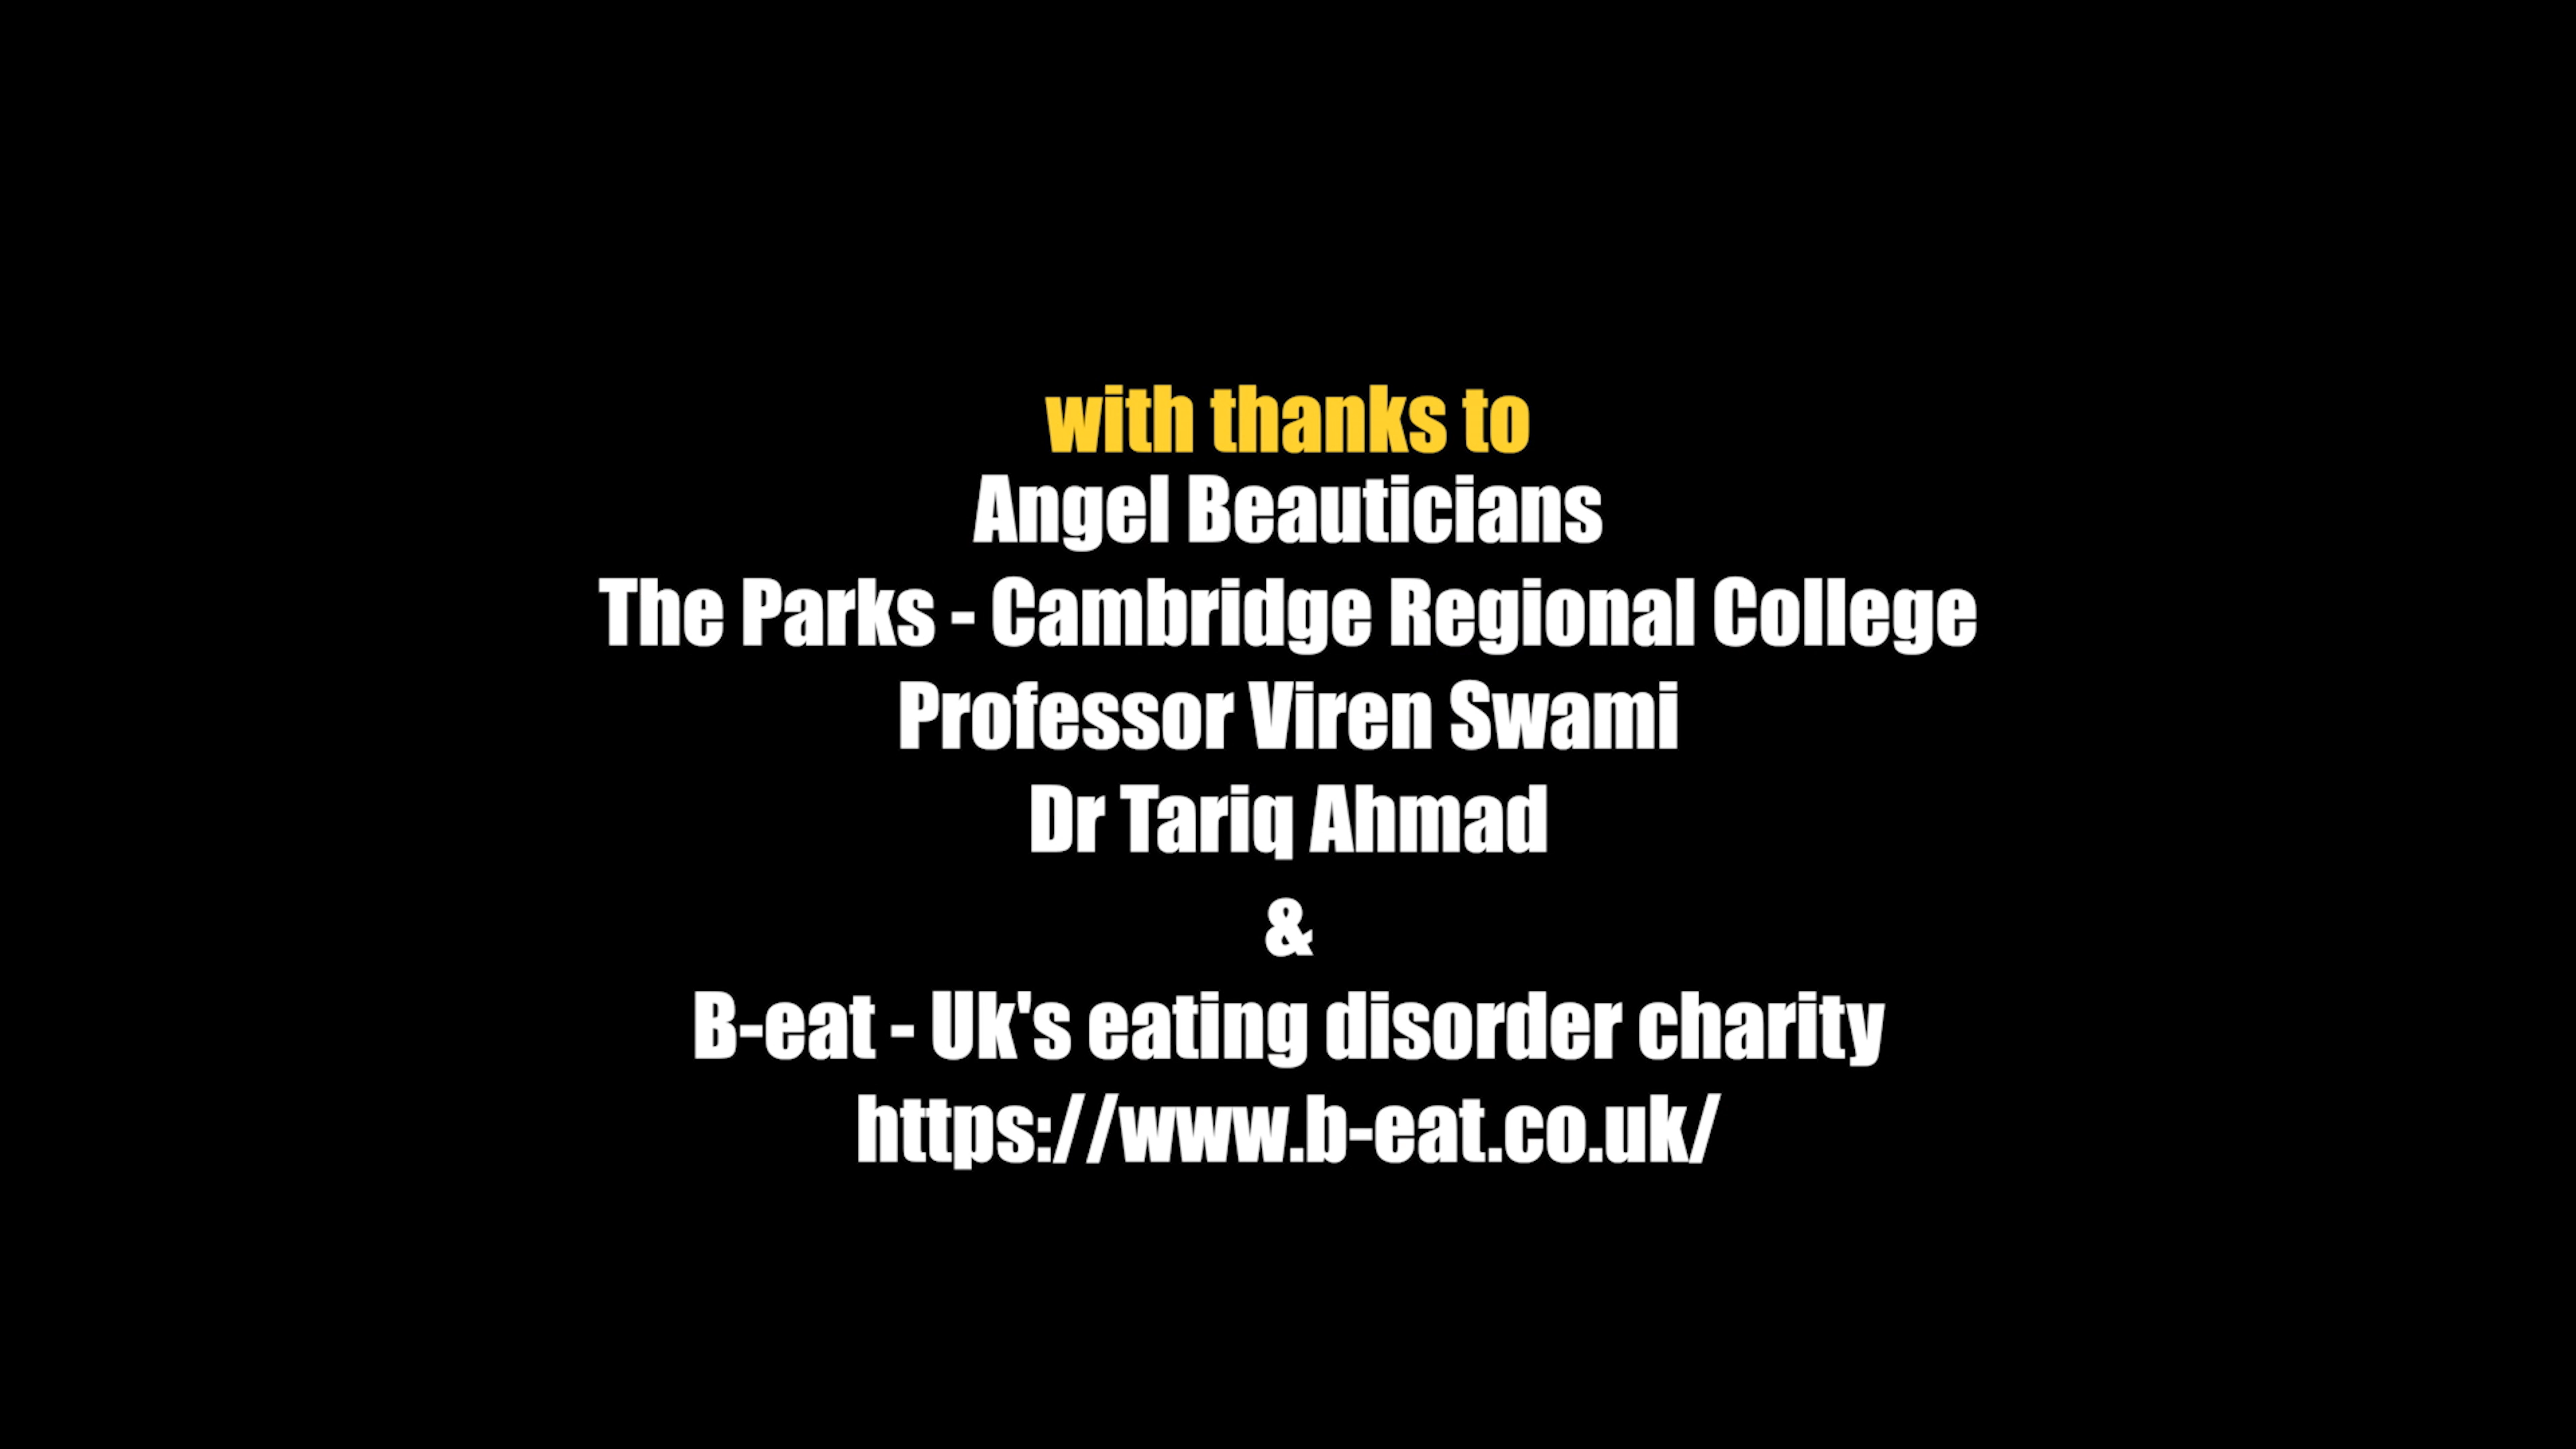 with thanks to
Angel Beauticians
The Parks - Cambridge Regional College
Professor Viren Swami
Dr Tariq Ahmad
&
B-eat - Uk's eating disorder charity
https://www.b-eat.co.uk/